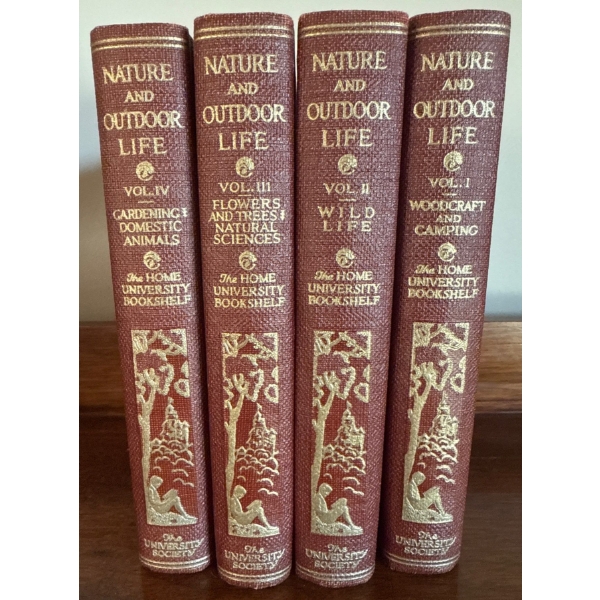 NATURE
AND
OUTDOOR
LIFE
VOL. IV
GARDENING &
DOMESTIC
ANIMALS
The HOME
UNIVERSITY
BOOKSHELF
The
UNIVERSITY
SOCIETY
NATURE
AND
OUTDOOR
LIFE
VOL. III
FLOWERS
AND TREES &
NATURAL
SCIENCES
The HOME
UNIVERSITY
BOOKSHELF
The
UNIVERSITY
SOCIETY
NATURE
AND
OUTDOOR
LIFE
VOL. II
WILD
LIFE
The HOME
UNIVERSITY
BOOKSHELF
The
UNIVERSITY
SOCIETY
NATURE
AND
OUTDOOR
LIFE
VOL. I
WOODCRAFT
AND
CAMPING
The HOME
UNIVERSITY
BOOKSHELF
The
UNIVERSITY
SOCIETY